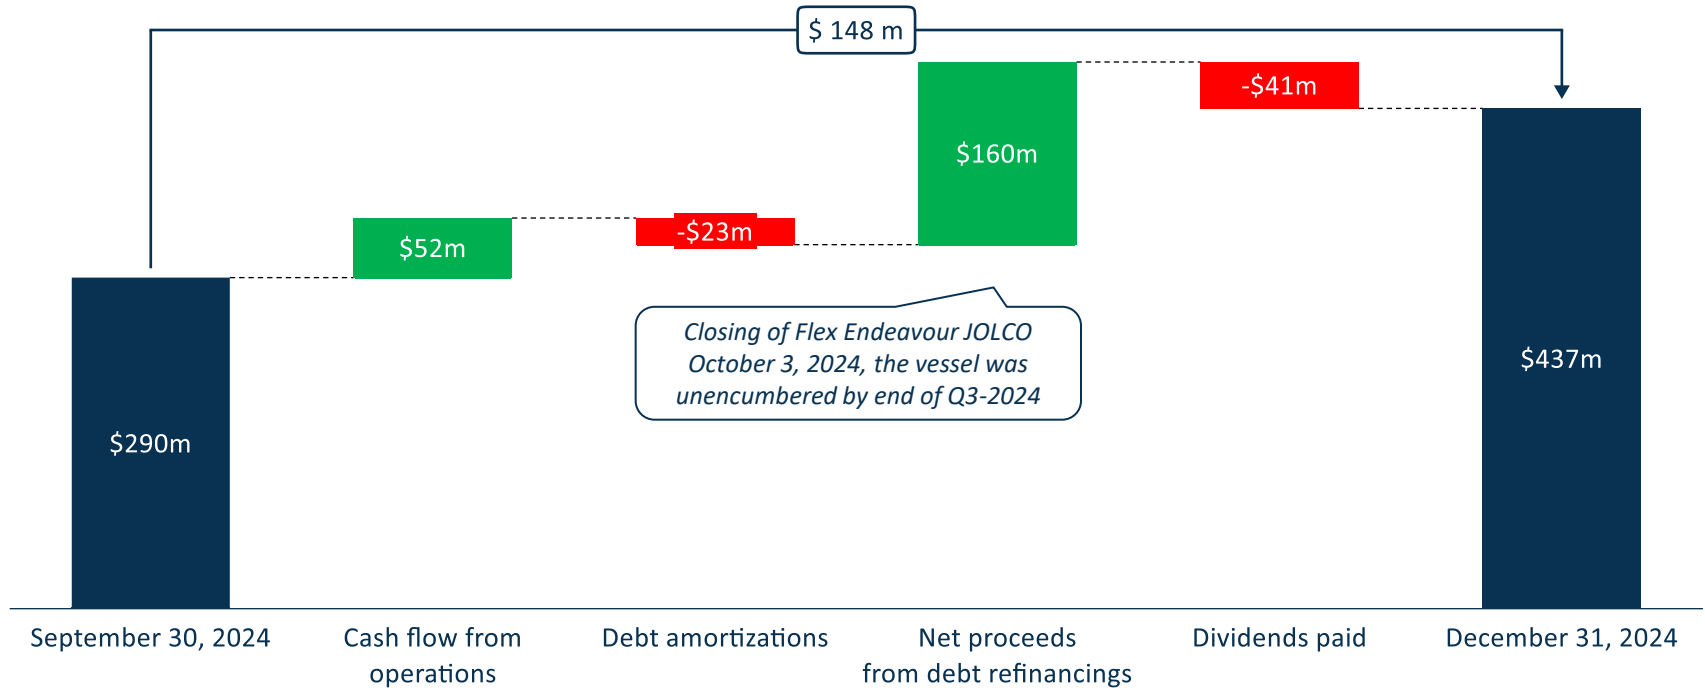 $ 148 m
-$41m
$160m
$52m
-$23m
Closing of Flex Endeavour JOLCO
October 3, 2024, the vessel was
unencumbered by end of Q3-2024
$437m
$290m
September 30, 2024
Cash flow from
operations
Debt amortizations
Net proceeds
from debt refinancings
Dividends paid
December 31, 2024